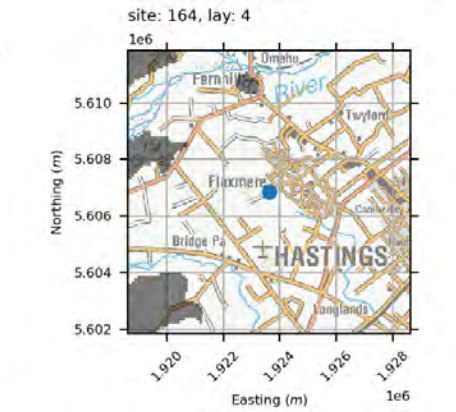 site: 164, lay: 4
1e6
Omahu
Fernhill
River
5.610
Twyford
5.608
Flaxmere
5.606
Camberley
Bridge Pa
HASTINGS
5.604
Longlands
5.602
Northing (m)
1.920
1.922
1.924
1.926
1.928
1e6
Easting (m)